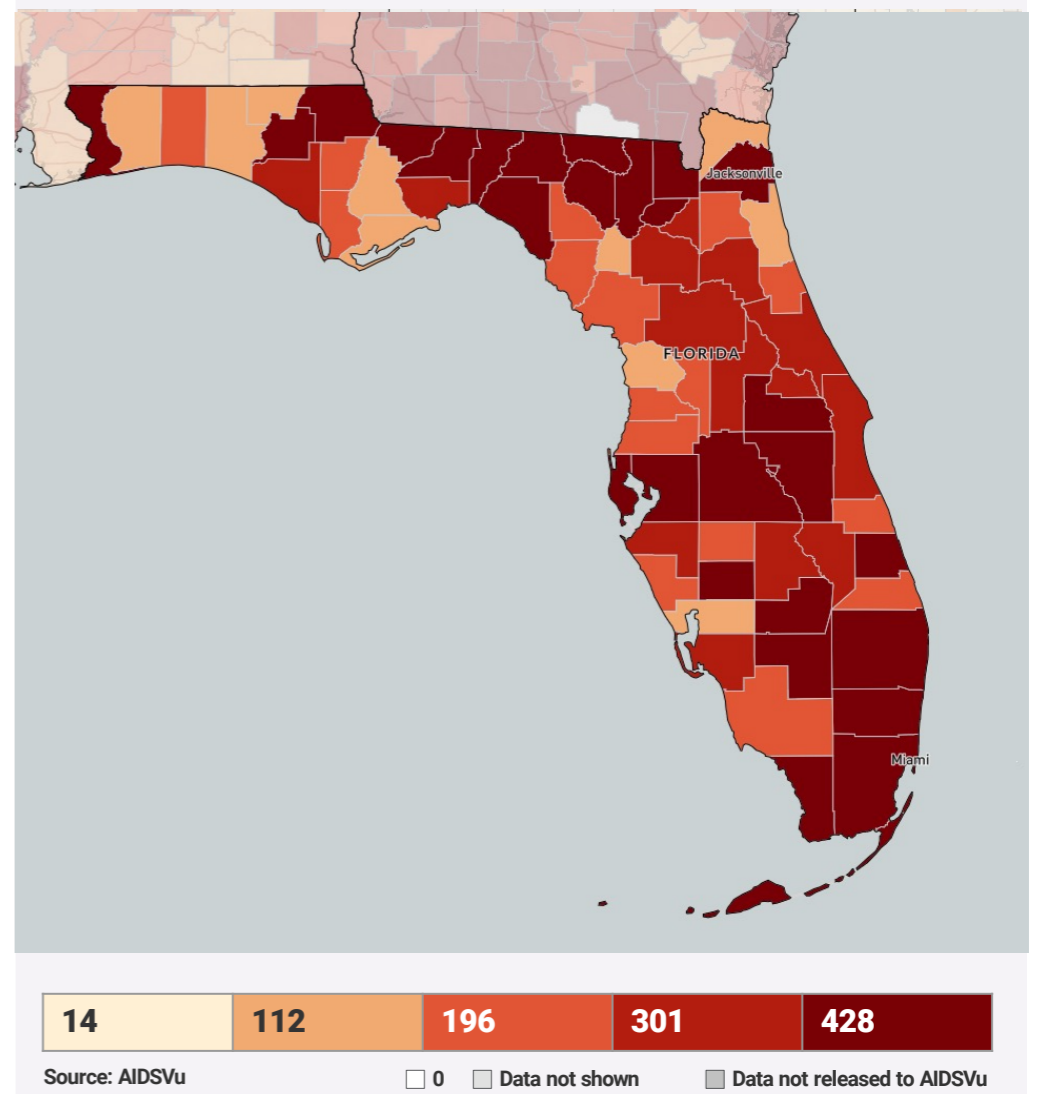 Jacksonville
FLORIDA
Miami
14 112 196 301 428
Source: AIDSVu 0 Data not shown Data not released to AIDSVu